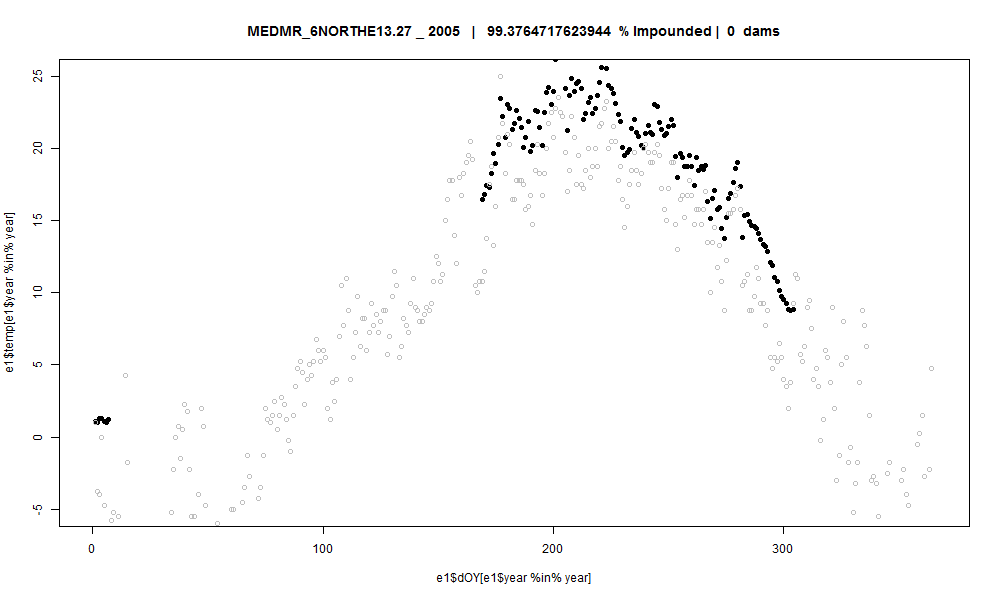 MEDMR_6NORTHE13.27 _ 2005 | 99.3764717623944 % Impounded | 0 dams
e1$temp[e1$year %in% year]
25
20
15
10
5
0
-5
0 100 200 300
e1$dOY[e1$year %in% year]